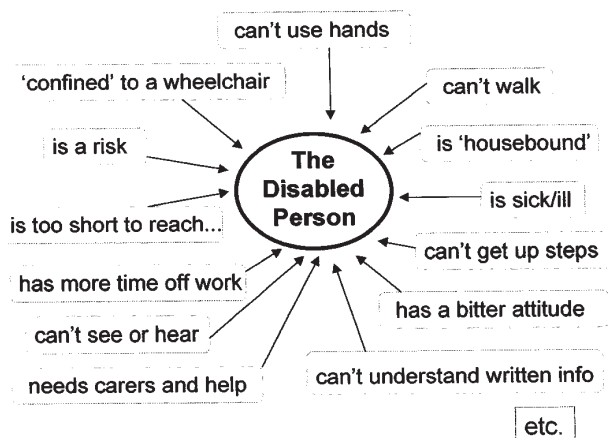 can't use hands
'confined' to a wheelchair
can't walk
is a risk
is 'housebound'
The
Disabled
Person
is too short to reach...
is sick/ill
can't get up steps
has more time off work
has a bitter attitude
can't see or hear
can't understand written info
needs carers and help
etc.